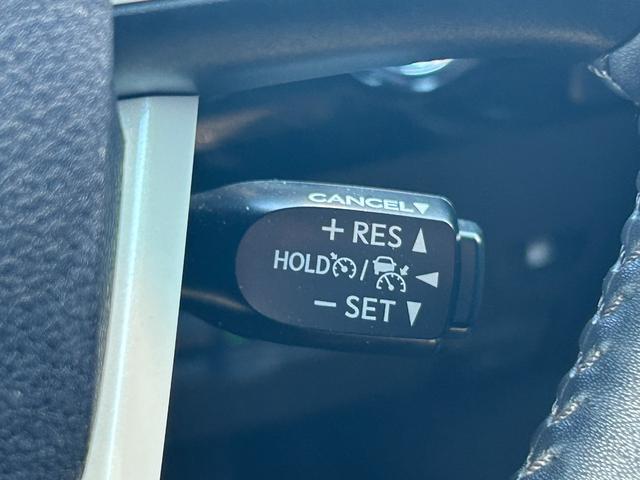 CANCEL▼
+ RES ▲
HOLD / ◀
− SET ▼